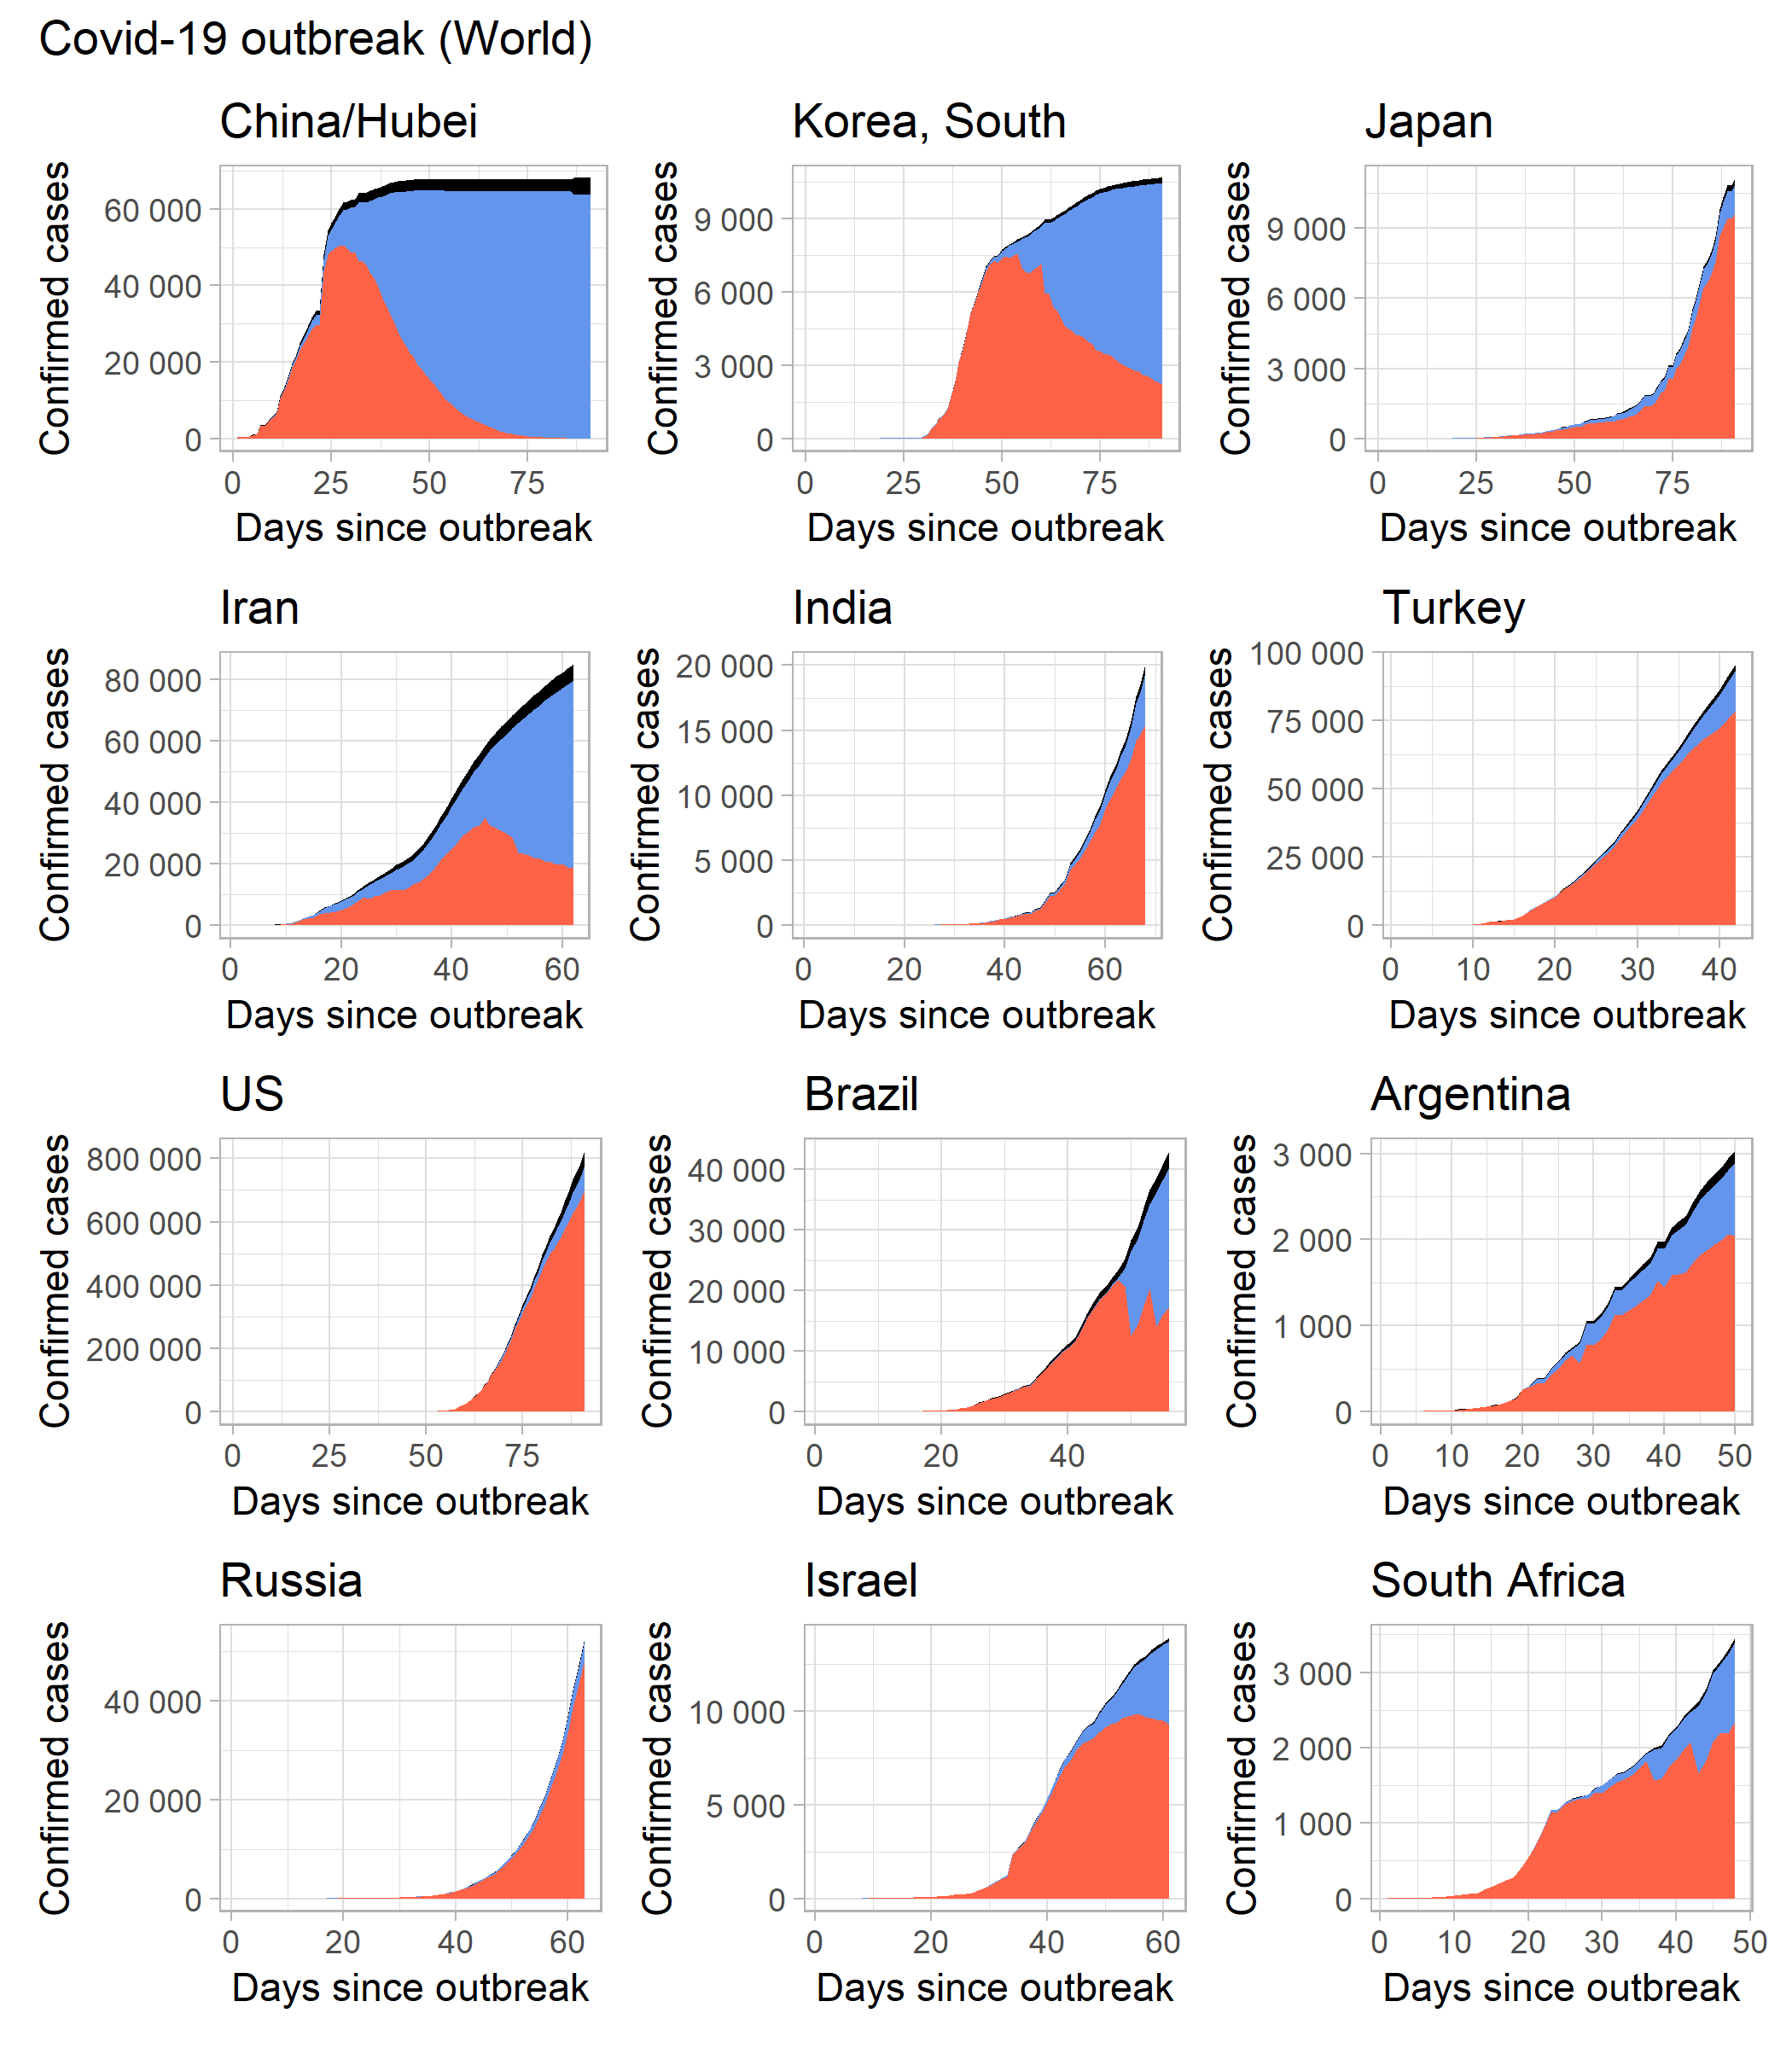 Covid-19 outbreak (World)
China/Hubei
Confirmed cases
60 000
40 000
20 000
0
0 25 50 75
Days since outbreak
Korea, South
Confirmed cases
9 000
6 000
3 000
0
0 25 50 75
Days since outbreak
Japan
Confirmed cases
9 000
6 000
3 000
0
0 25 50 75
Days since outbreak
Iran
Confirmed cases
80 000
60 000
40 000
20 000
0
0 20 40 60
Days since outbreak
India
Confirmed cases
20 000
15 000
10 000
5 000
0
0 20 40 60
Days since outbreak
Turkey
Confirmed cases
100 000
75 000
50 000
25 000
0
0 10 20 30 40
Days since outbreak
US
Confirmed cases
800 000
600 000
400 000
200 000
0
0 25 50 75
Days since outbreak
Brazil
Confirmed cases
40 000
30 000
20 000
10 000
0
0 20 40
Days since outbreak
Argentina
Confirmed cases
3 000
2 000
1 000
0
0 10 20 30 40 50
Days since outbreak
Russia
Confirmed cases
40 000
20 000
0
0 20 40 60
Days since outbreak
Israel
Confirmed cases
10 000
5 000
0
0 20 40 60
Days since outbreak
South Africa
Confirmed cases
3 000
2 000
1 000
0
0 10 20 30 40 50
Days since outbreak